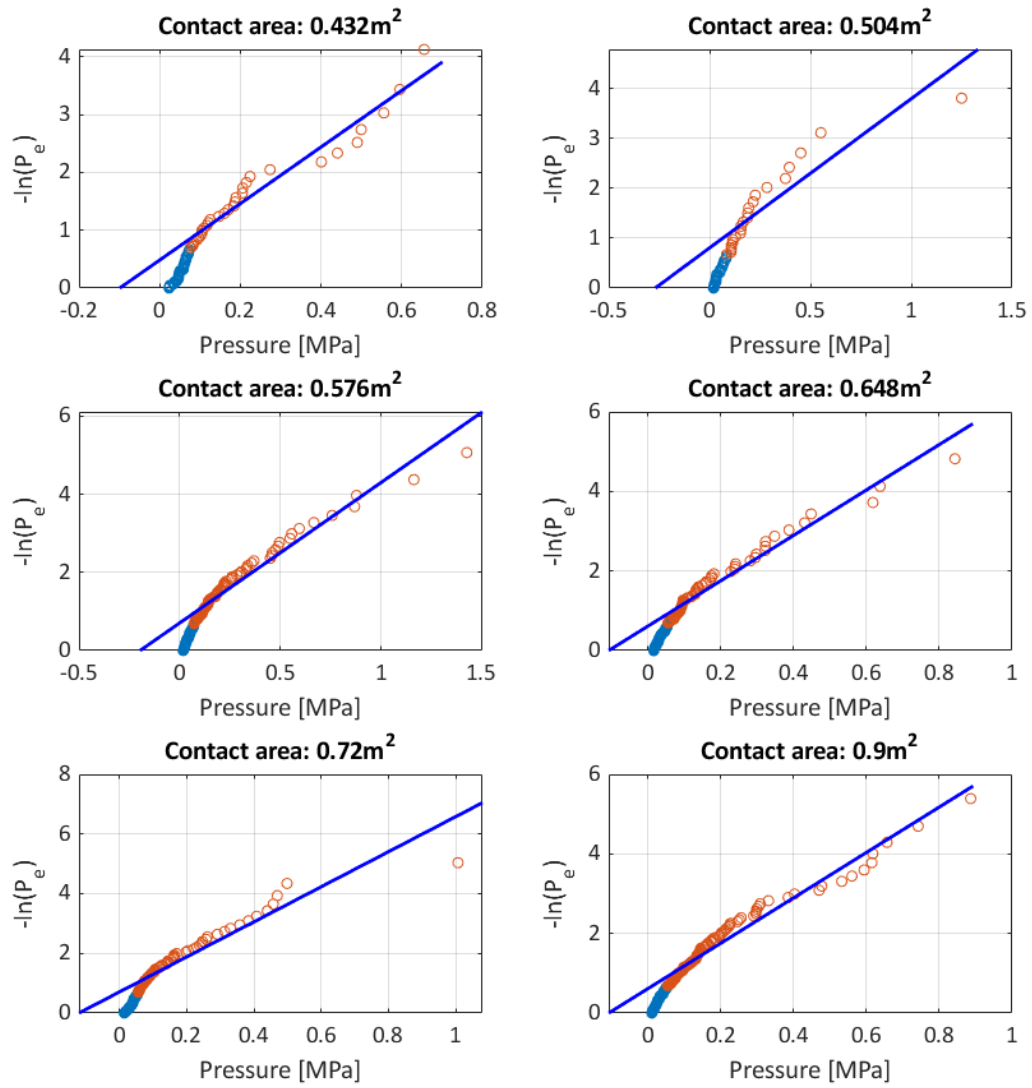 Contact area: 0.432m²
4
3
2
1
0
-ln(Pₑ)
-0.2 0 0.2 0.4 0.6 0.8
Pressure [MPa]
Contact area: 0.504m²
4
3
2
1
0
-ln(Pₑ)
-0.5 0 0.5 1 1.5
Pressure [MPa]
Contact area: 0.576m²
6
4
2
0
-ln(Pₑ)
-0.5 0 0.5 1 1.5
Pressure [MPa]
Contact area: 0.648m²
6
4
2
0
-ln(Pₑ)
0 0.2 0.4 0.6 0.8 1
Pressure [MPa]
Contact area: 0.72m²
8
6
4
2
0
-ln(Pₑ)
0 0.2 0.4 0.6 0.8 1
Pressure [MPa]
Contact area: 0.9m²
6
4
2
0
-ln(Pₑ)
0 0.2 0.4 0.6 0.8 1
Pressure [MPa]